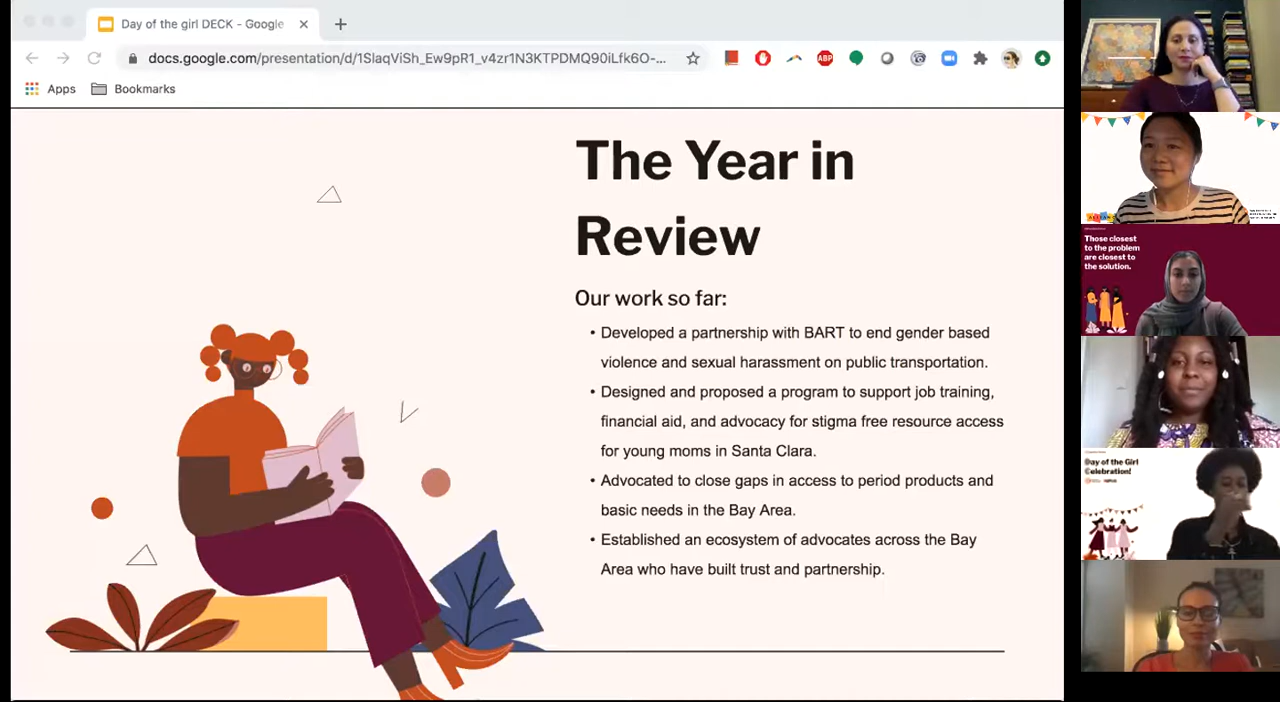 Day of the girl DECK - Google
docs.google.com/presentation/d/1SlaqViSh_Ew9pR1_v4zr1N3KTPDMQ90iLfk6O-...
ABP
Apps
Bookmarks
The Year in
Review
Our work so far:
• Developed a partnership with BART to end gender based
violence and sexual harassment on public transportation.
• Designed and proposed a program to support job training,
financial aid, and advocacy for stigma free resource access
for young moms in Santa Clara.
• Advocated to close gaps in access to period products and
basic needs in the Bay Area.
• Established an ecosystem of advocates across the Bay
Area who have built trust and partnership.
Those closest
to the problem
are closest to
the solution.
Day of the Girl
Celebration!